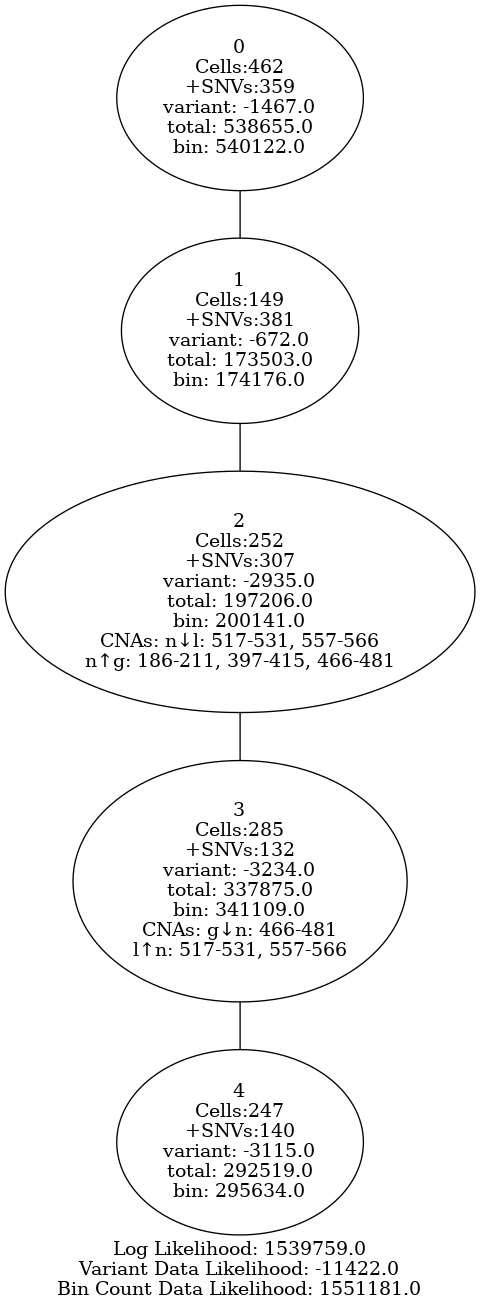 0
Cells:462
+SNVs:359
variant: -1467.0
total: 538655.0
bin: 540122.0
1
Cells:149
+SNVs:381
variant: -672.0
total: 173503.0
bin: 174176.0
2
Cells:252
+SNVs:307
variant: -2935.0
total: 197206.0
bin: 200141.0
CNAs: n↓l: 517-531, 557-566
n↑g: 186-211, 397-415, 466-481
3
Cells:285
+SNVs:132
variant: -3234.0
total: 337875.0
bin: 341109.0
CNAs: g↓n: 466-481
l↑n: 517-531, 557-566
4
Cells:247
+SNVs:140
variant: -3115.0
total: 292519.0
bin: 295634.0
Log Likelihood: 1539759.0
Variant Data Likelihood: -11422.0
Bin Count Data Likelihood: 1551181.0